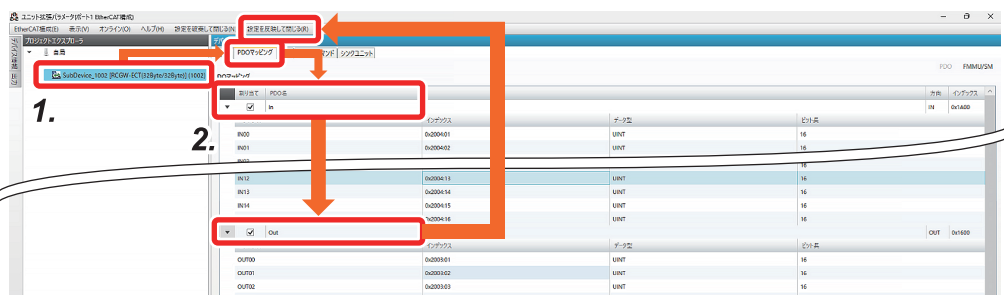 ユニット拡張パラメータ[ポート1 EtherCAT構成]
EtherCAT構成(E) 表示(V) オンライン(O) ヘルプ(H) 設定を破棄して閉じる(N) 設定を反映して閉じる(R)
プロジェクトエクスプローラ
自局
SubDevice_1002 [RCGW-ECT(32Byte/32Byte)] (1002)
1.
2.
PDOマッピング
シンクユニット
PDO FMMU/SM
PDOマッピング
割り当て PDO名 方向 インデックス
In IN 0x1A00
インデックス データ型 ビット長
IN00 0x2004:01 UINT 16
IN01 0x2004:02 UINT 16
16
IN12 0x2004:13 UINT 16
IN13 0x2004:14 UINT 16
IN14 0x2004:15 UINT 16
0x2004:16 UINT 16
Out OUT 0x1600
インデックス データ型 ビット長
OUT00 0x2003:01 UINT 16
OUT01 0x2003:02 UINT 16
OUT02 0x2003:03 UINT 16